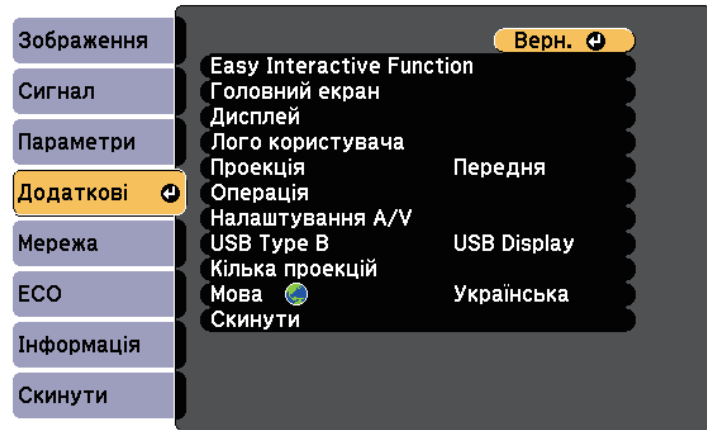 Зображення
Сигнал
Параметри
Додаткові
Мережа
ECO
Інформація
Скинути
Верн.
Easy Interactive Function
Головний екран
Дисплей
Лого користувача
Проекція Передня
Операція
Налаштування A/V
USB Type B USB Display
Кілька проекцій
Мова Українська
Скинути